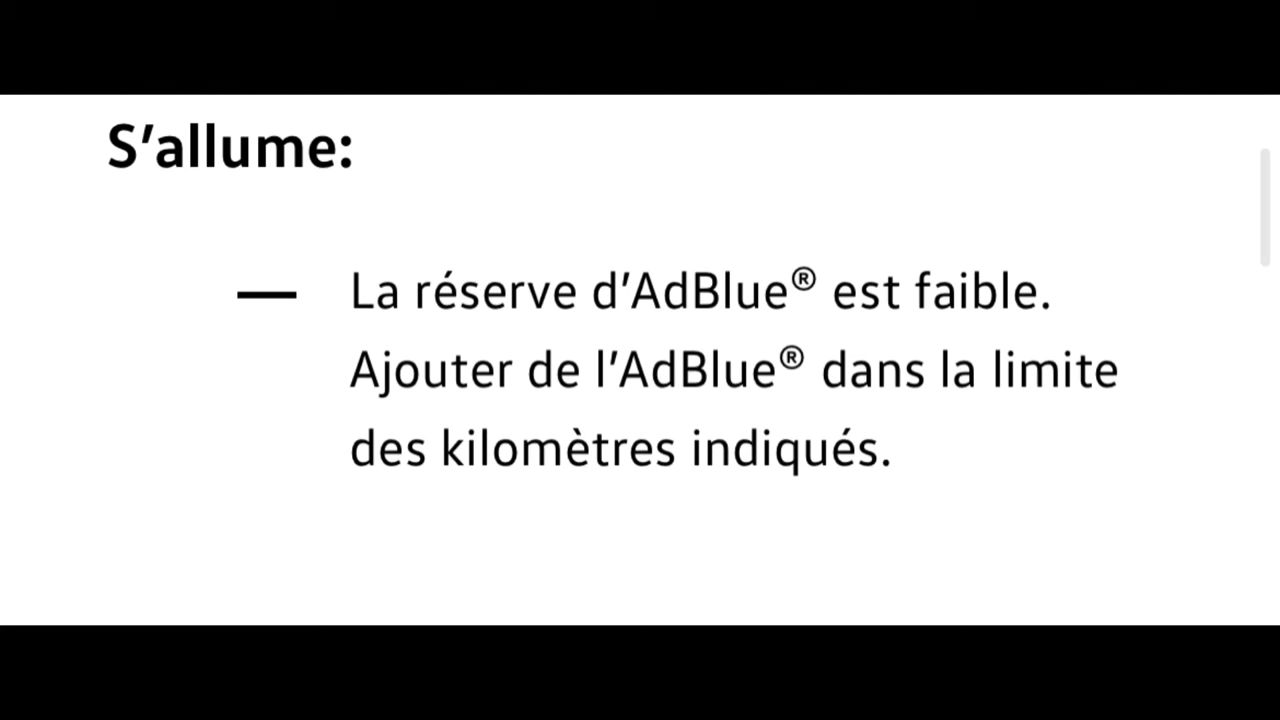 S’allume:
— La réserve d’AdBlue® est faible.
Ajouter de l’AdBlue® dans la limite
des kilomètres indiqués.